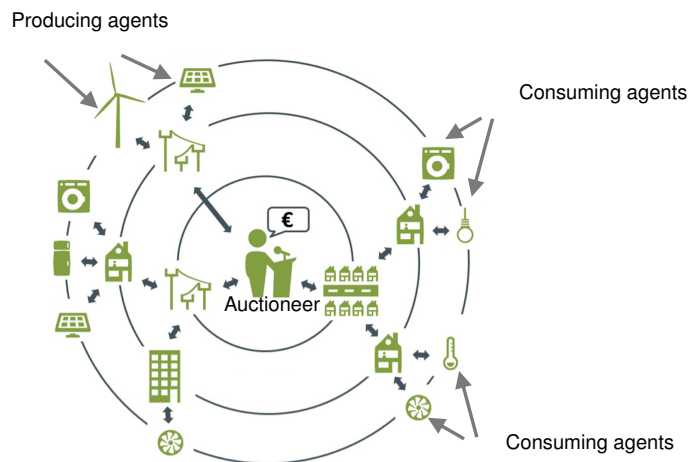 Producing agents
Consuming agents
€
Auctioneer
Consuming agents